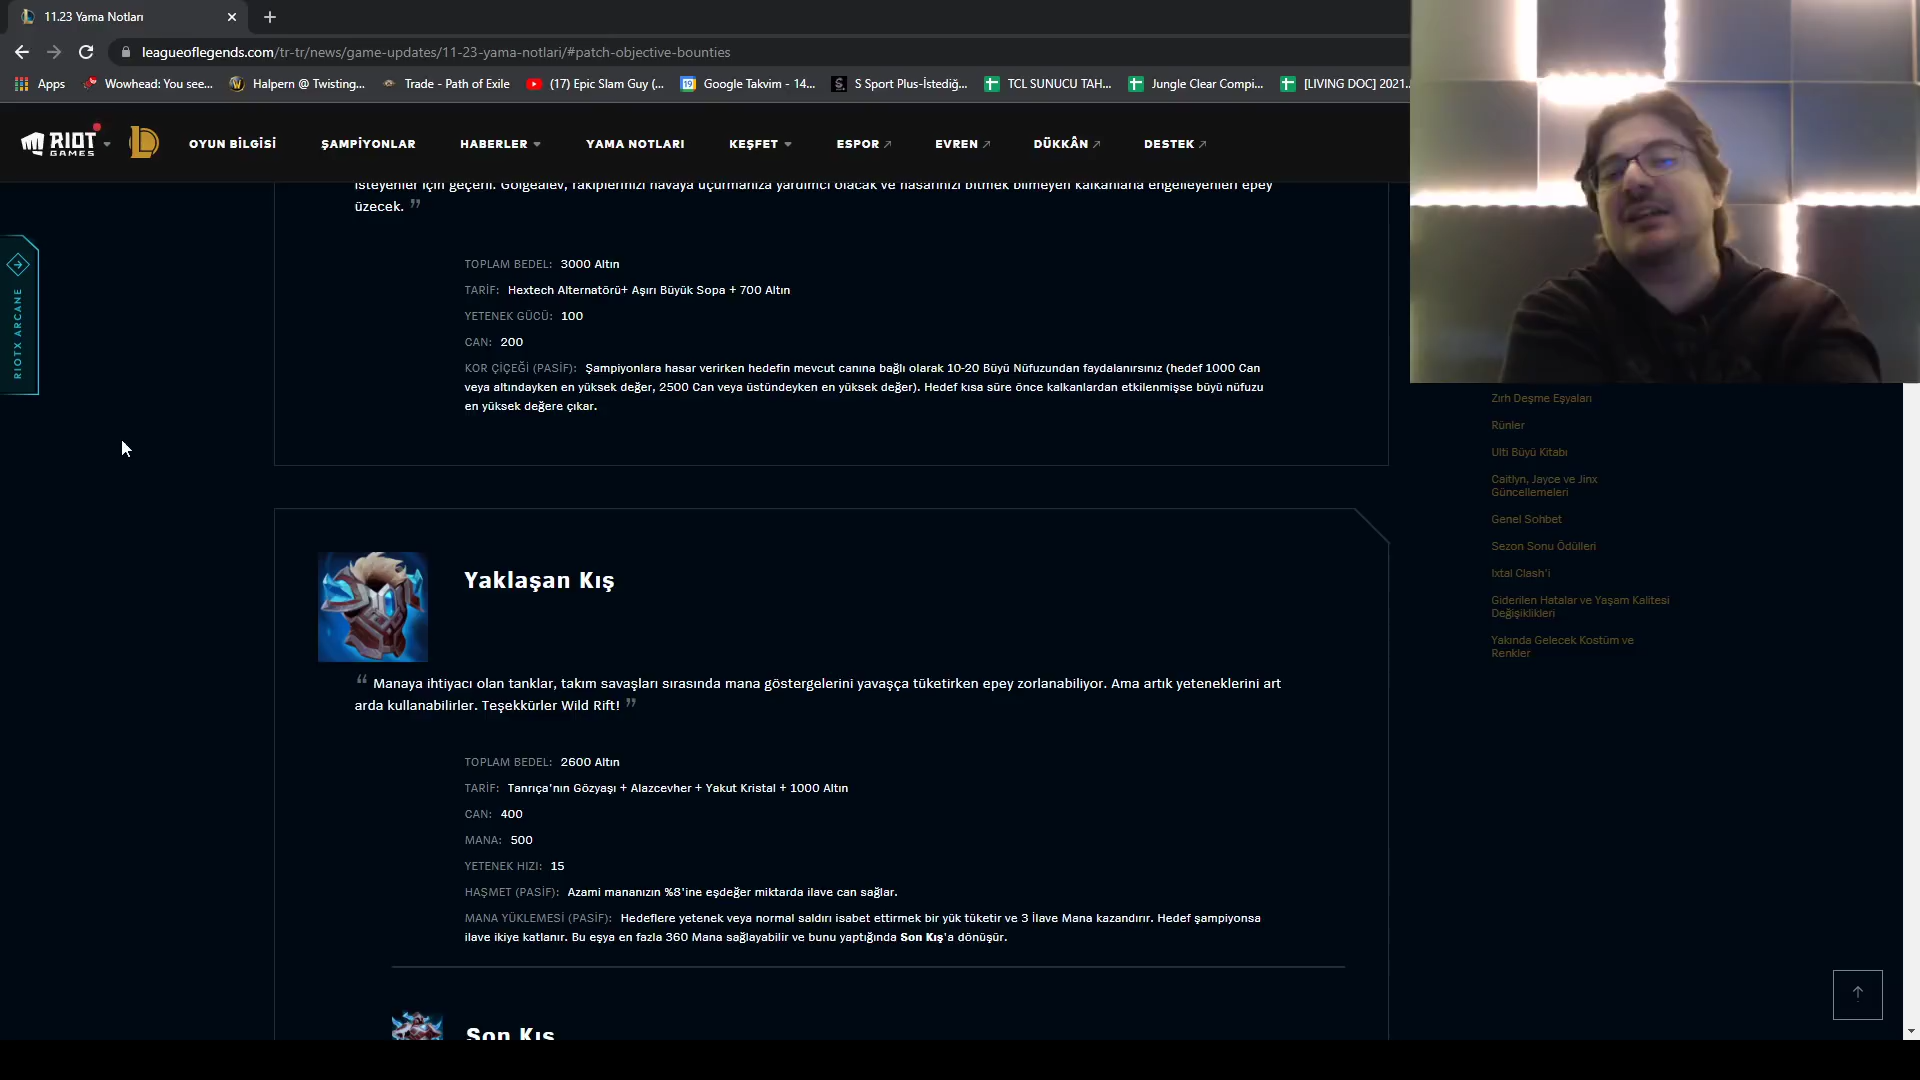 11.23 Yama Notları
leagueoflegends.com/tr-tr/news/game-updates/11-23-yama-notlari/#patch-objective-bounties
Apps
Wowhead: You see...
Halpern @ Twisting...
Trade - Path of Exile
(17) Epic Slam Guy (...
Google Takvim - 14...
S Sport Plus-İstediğ...
TCL SUNUCU TAH...
Jungle Clear Compi...
[LIVING DOC] 2021...
RIOT GAMES
OYUN BİLGİSİ
ŞAMPİYONLAR
HABERLER
YAMA NOTLARI
KEŞFET
ESPOR
EVREN
DÜKKÂN
DESTEK
isteyenler için geçerli. Gölgealev, rakiplerinizi havaya uçurmanıza yardımcı olacak ve hasarınızı bitmek bilmeyen kalkanlarla engelleyenleri epey
üzecek. ”
RIOTX ARCANE
TOPLAM BEDEL: 3000 Altın
TARİF: Hextech Alternatörü+ Aşırı Büyük Sopa + 700 Altın
YETENEK GÜCÜ: 100
CAN: 200
KOR ÇİÇEĞİ (PASİF): Şampiyonlara hasar verirken hedefin mevcut canına bağlı olarak 10-20 Büyü Nüfuzundan faydalanırsınız (hedef 1000 Can
veya altındayken en yüksek değer, 2500 Can veya üstündeyken en yüksek değer). Hedef kısa süre önce kalkanlardan etkilenmişse büyü nüfuzu
en yüksek değere çıkar.
Yaklaşan Kış
“ Manaya ihtiyacı olan tanklar, takım savaşları sırasında mana göstergelerini yavaşça tüketirken epey zorlanabiliyor. Ama artık yeteneklerini art
arda kullanabilirler. Teşekkürler Wild Rift! ”
TOPLAM BEDEL: 2600 Altın
TARİF: Tanrıça'nın Gözyaşı + Alazcevher + Yakut Kristal + 1000 Altın
CAN: 400
MANA: 500
YETENEK HIZI: 15
HAŞMET (PASİF): Azami mananızın %8'ine eşdeğer miktarda ilave can sağlar.
MANA YÜKLEMESİ (PASİF): Hedeflere yetenek veya normal saldırı isabet ettirmek bir yük tüketir ve 3 İlave Mana kazandırır. Hedef şampiyonsa
ilave ikiye katlanır. Bu eşya en fazla 360 Mana sağlayabilir ve bunu yaptığında Son Kış'a dönüşür.
Son Kış
Zırh Deşme Eşyaları
Rünler
Ulti Büyü Kitabı
Caitlyn, Jayce ve Jinx
Güncellemeleri
Genel Sohbet
Sezon Sonu Ödülleri
Ixtal Clash'i
Giderilen Hatalar ve Yaşam Kalitesi
Değişiklikleri
Yakında Gelecek Kostüm ve
Renkler